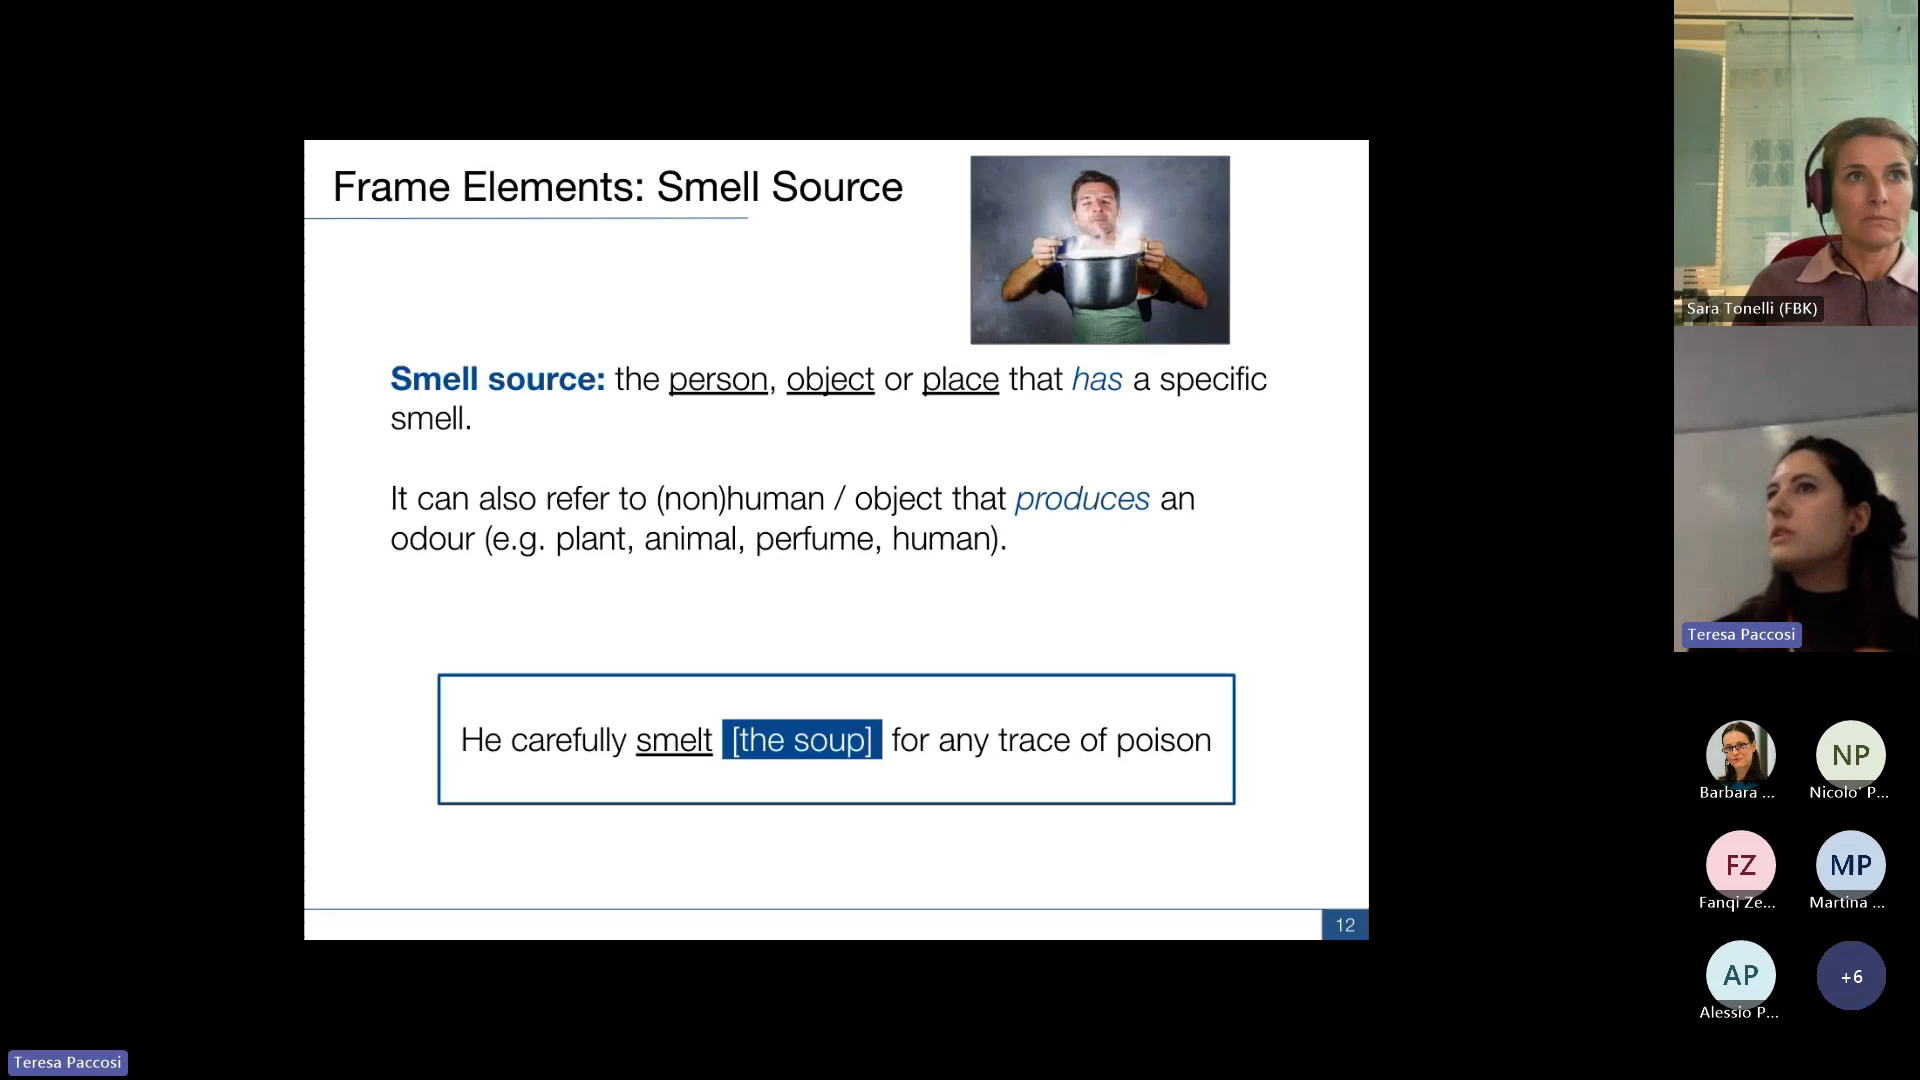 Frame Elements: Smell Source
Smell source: the person, object or place that has a specific
smell.
It can also refer to (non)human / object that produces an
odour (e.g. plant, animal, perfume, human).
He carefully smelt [the soup] for any trace of poison
12
Sara Tonelli (FBK)
Teresa Paccosi
Barbara ...
NP
Nicolo' P...
FZ
Fanqi Ze...
MP
Martina ...
AP
Alessio P...
+6
Teresa Paccosi